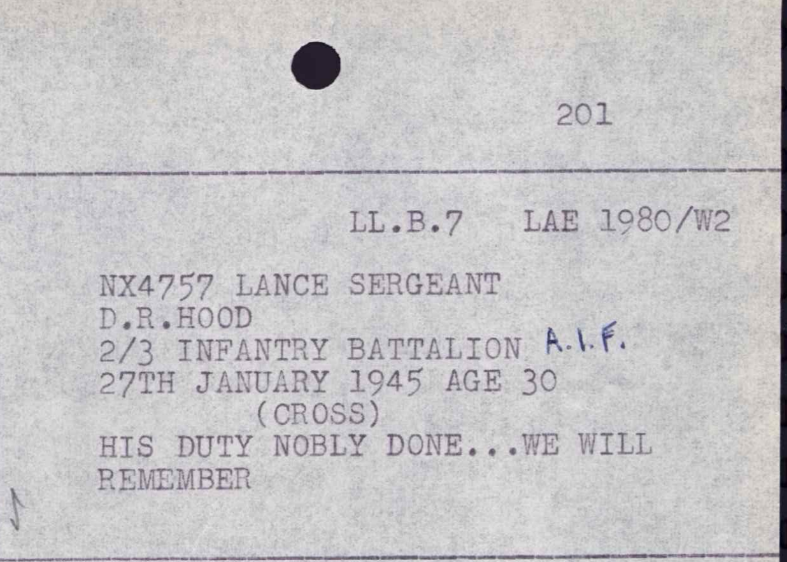 201
LL.B.7 LAE 1980/W2
NX4757 LANCE SERGEANT
D.R.HOOD
2/3 INFANTRY BATTALION A.I.F.
27TH JANUARY 1945 AGE 30
(CROSS)
HIS DUTY NOBLY DONE...WE WILL
REMEMBER